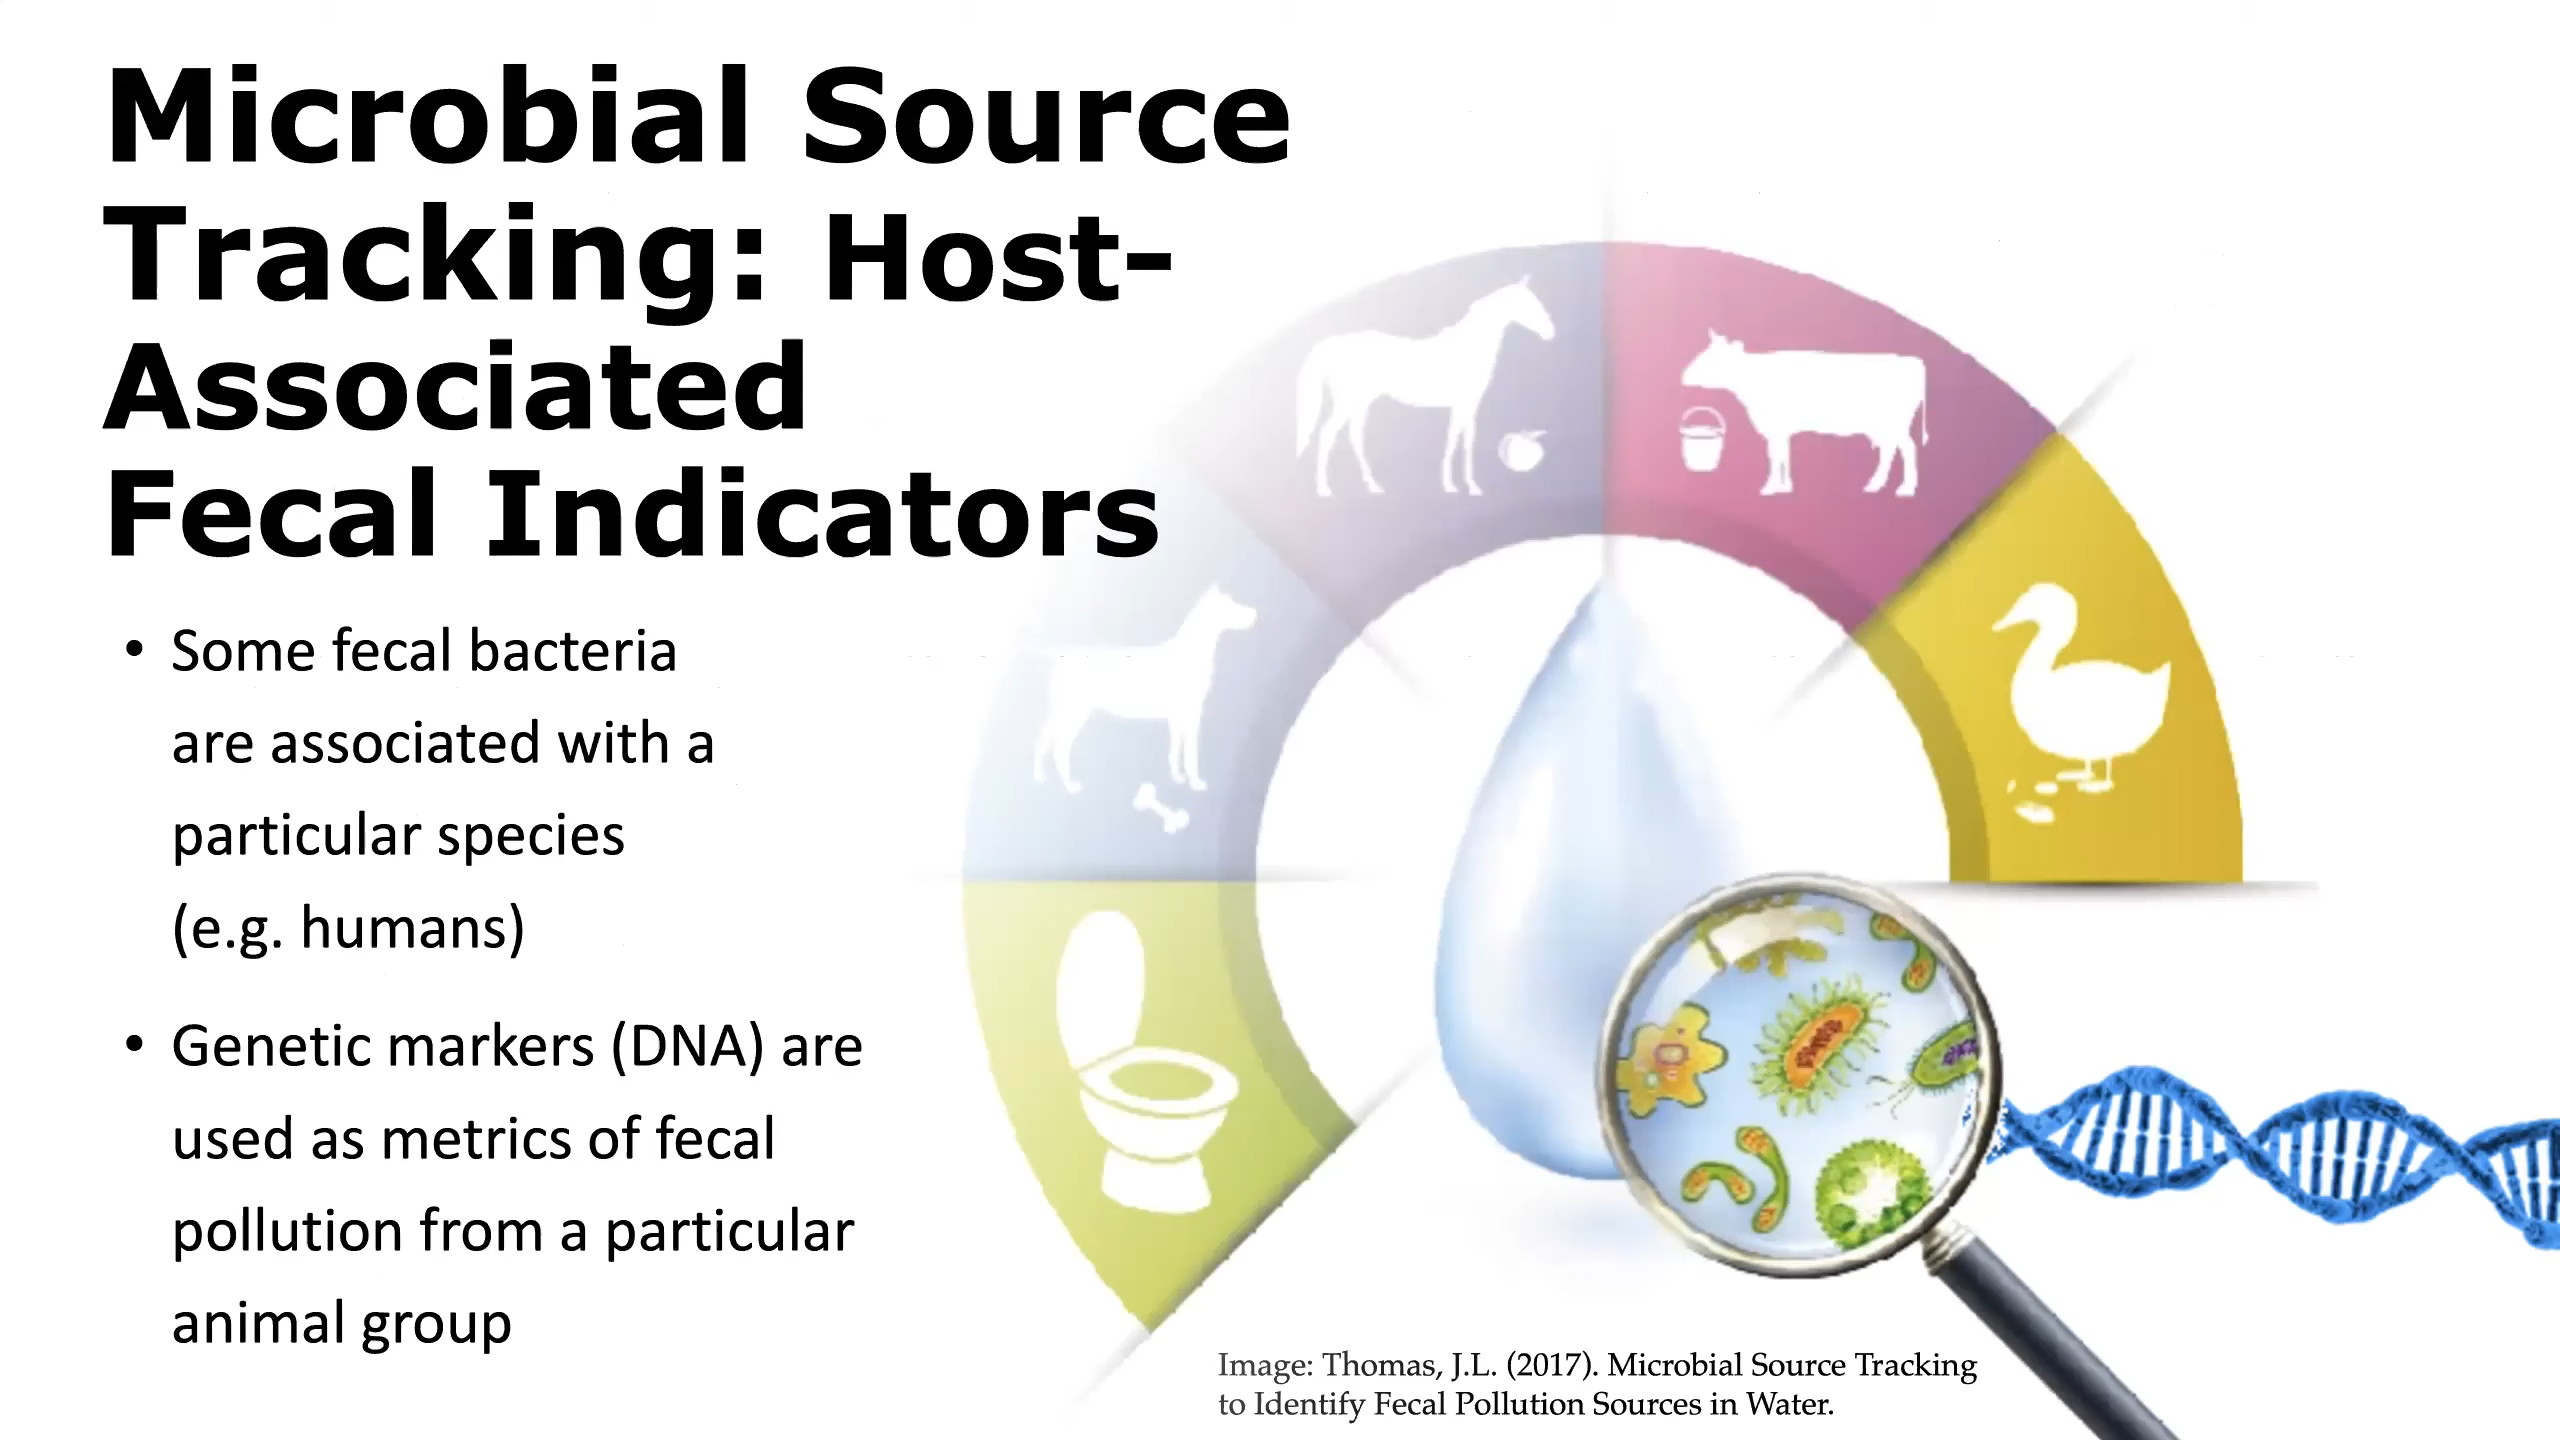 Microbial Source
Tracking: Host-
Associated
Fecal Indicators
• Some fecal bacteria
are associated with a
particular species
(e.g. humans)
• Genetic markers (DNA) are
used as metrics of fecal
pollution from a particular
animal group
Image: Thomas, J.L. (2017). Microbial Source Tracking
to Identify Fecal Pollution Sources in Water.